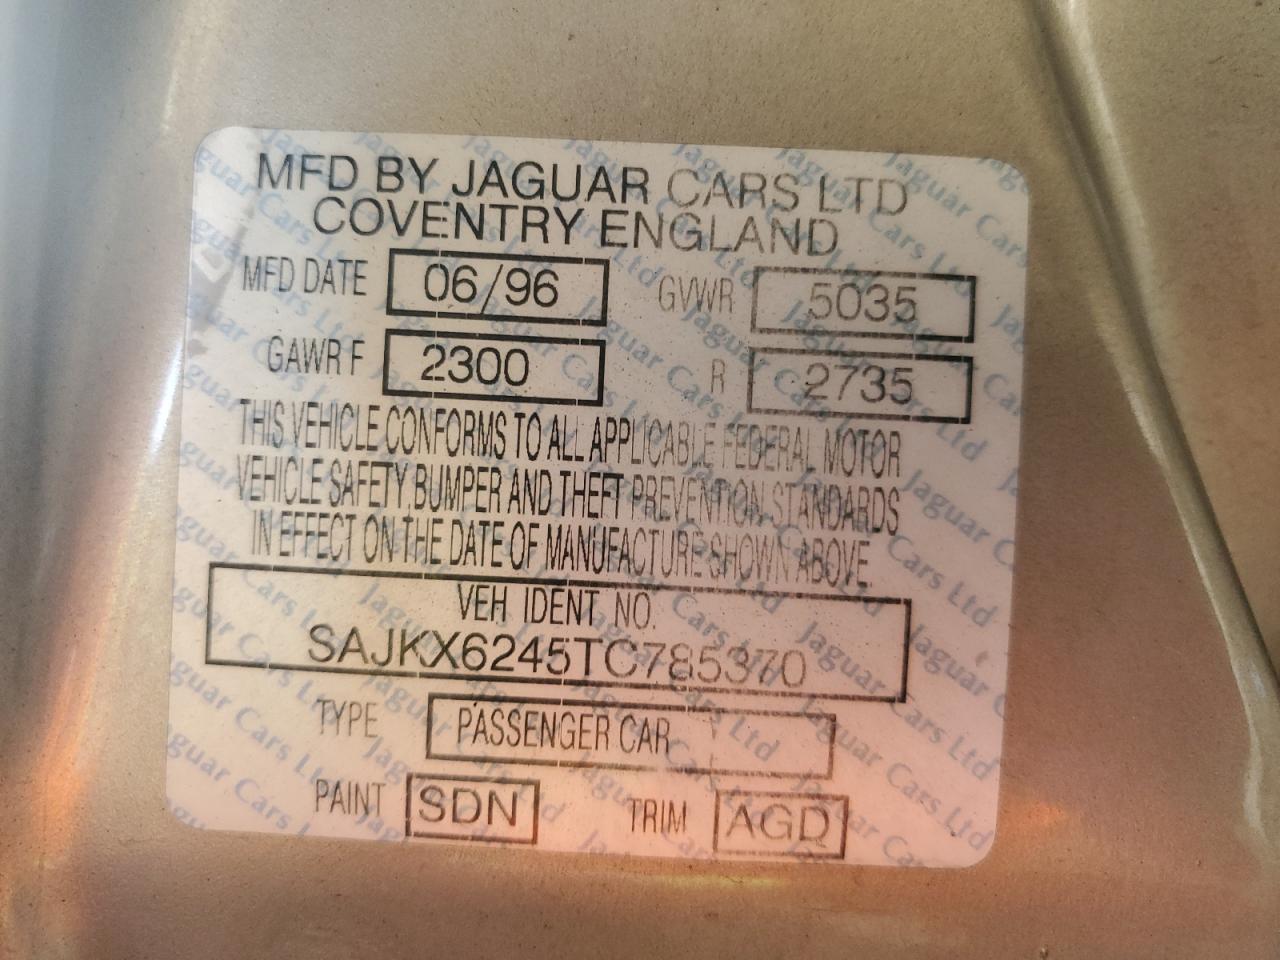 MFD BY JAGUAR CARS LTD
COVENTRY ENGLAND
MFD DATE 06/96 GVWR 5035
GAWR F 2300 R 2735
THIS VEHICLE CONFORMS TO ALL APPLICABLE FEDERAL MOTOR
VEHICLE SAFETY, BUMPER AND THEFT PREVENTION STANDARDS
IN EFFECT ON THE DATE OF MANUFACTURE SHOWN ABOVE.
VEH IDENT. NO.
SAJKX6245TC785370
TYPE PASSENGER CAR
PAINT SDN TRIM AGD